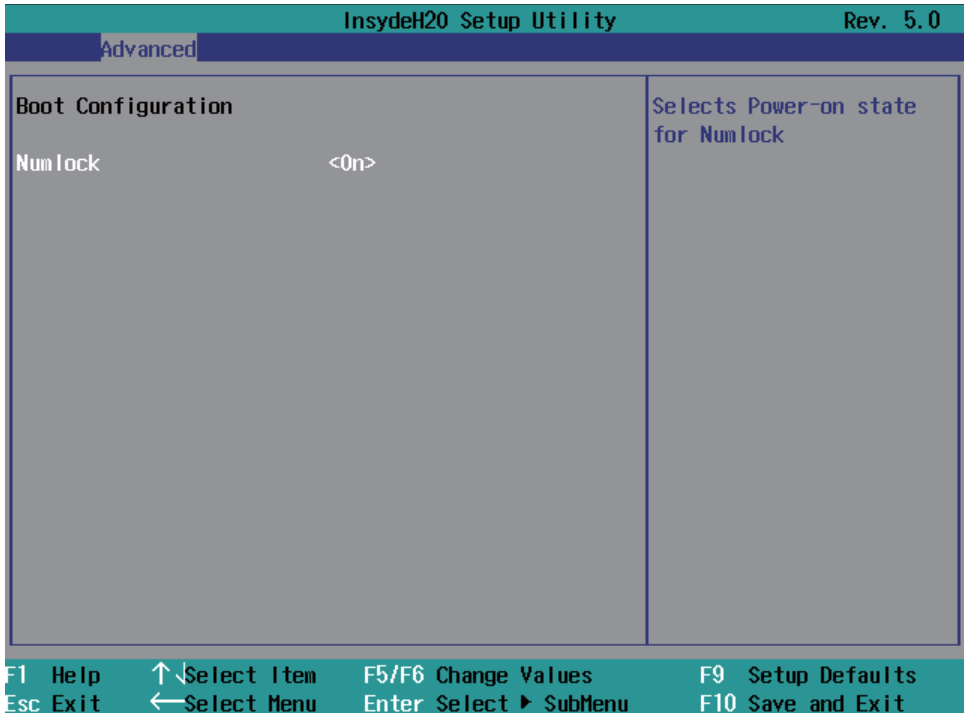 InsydeH20 Setup Utility Rev. 5.0
Advanced
Boot Configuration
Numlock <On>
Selects Power-on state
for Numlock
F1 Help ↑↓Select Item F5/F6 Change Values F9 Setup Defaults
Esc Exit ←Select Menu Enter Select ▶ SubMenu F10 Save and Exit